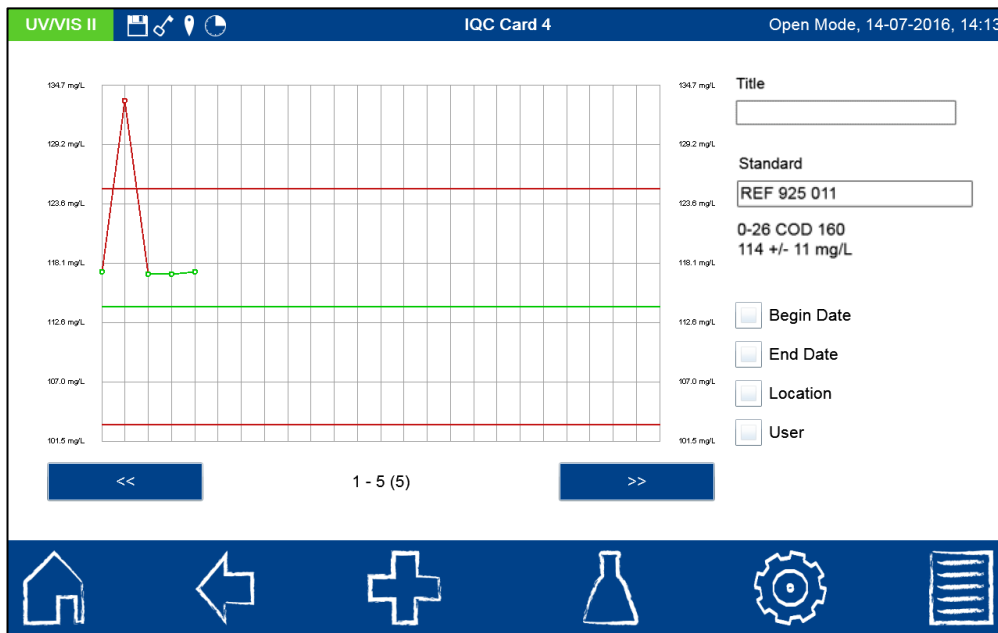 UV/VIS II
IQC Card 4
Open Mode, 14-07-2016, 14:13
134.7 mg/L
134.7 mg/L
129.2 mg/L
129.2 mg/L
123.6 mg/L
123.6 mg/L
118.1 mg/L
118.1 mg/L
112.6 mg/L
112.6 mg/L
107.0 mg/L
107.0 mg/L
101.5 mg/L
101.5 mg/L
Title
Standard
REF 925 011
0-26 COD 160
114 +/- 11 mg/L
Begin Date
End Date
Location
User
<<
1 - 5 (5)
>>